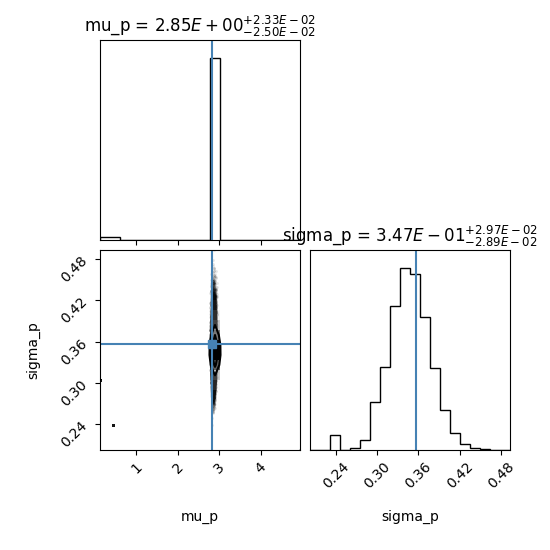 mu_p = 2.85E + 00 +2.33E − 02 −2.50E − 02
sigma_p = 3.47E − 01 +2.97E − 02 −2.89E − 02
sigma_p
0.48
0.42
0.36
0.30
0.24
1 2 3 4
0.24 0.30 0.36 0.42 0.48
mu_p sigma_p